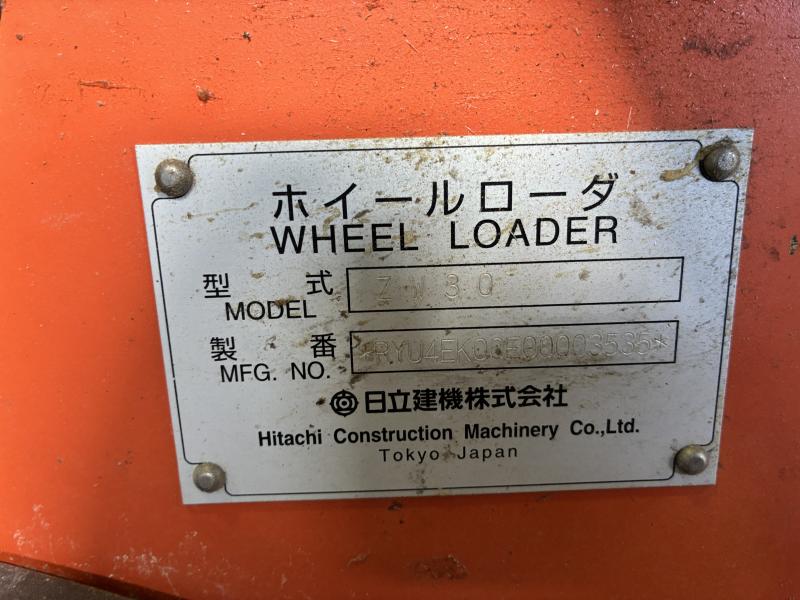 ホイールローダ
WHEEL LOADER
型 式 ZW30
MODEL
製 番 *RYU4EK00E00003535*
MFG. NO.
日立建機株式会社
Hitachi Construction Machinery Co.,Ltd.
Tokyo Japan